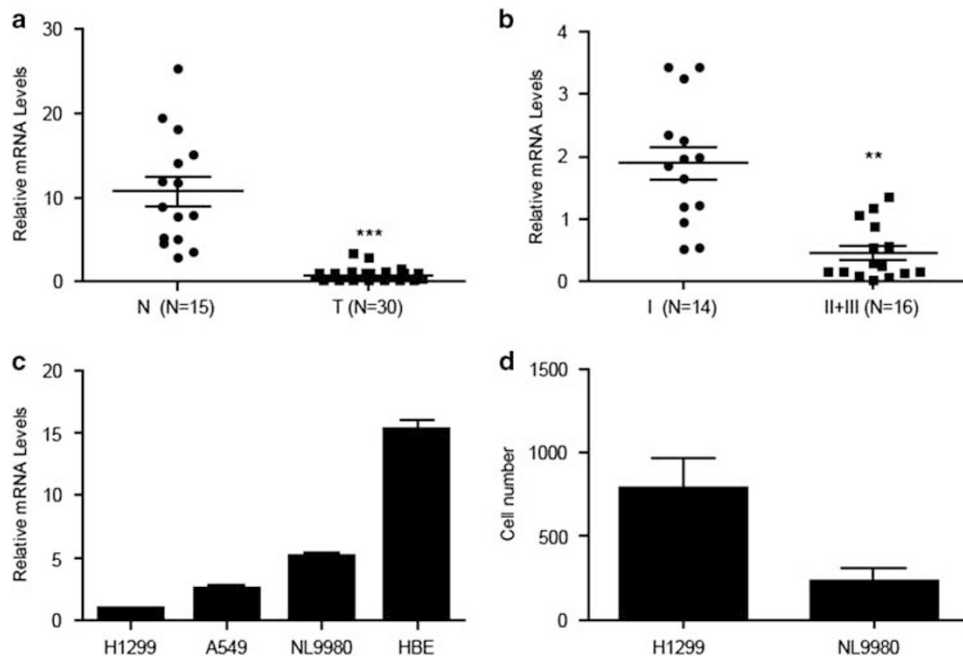 a
Relative mRNA Levels
30
20
10
0
***
N (N=15) T (N=30)
b
Relative mRNA Levels
4
3
2
1
0
**
I (N=14) II+III (N=16)
c
Relative mRNA Levels
20
15
10
5
0
H1299 A549 NL9980 HBE
d
Cell number
1500
1000
500
0
H1299 NL9980